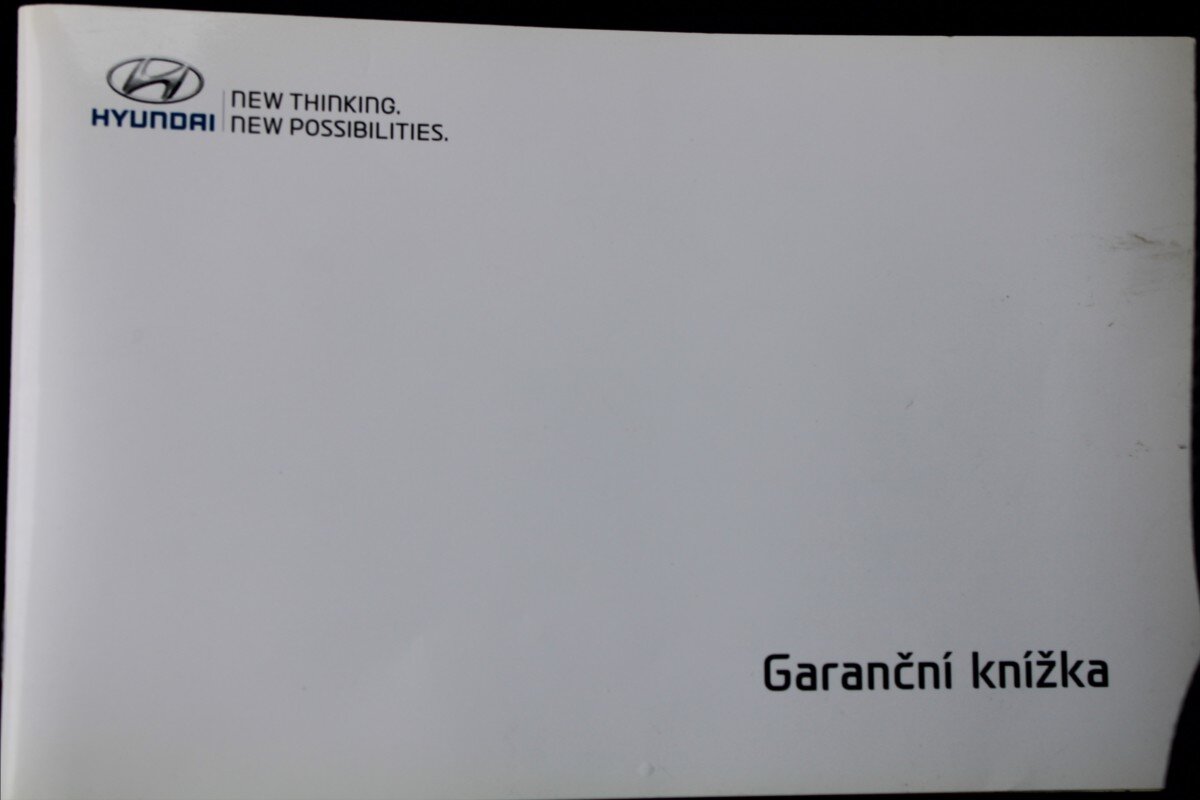 HYUNDAI
NEW THINKING.
NEW POSSIBILITIES.
Garanční knížka